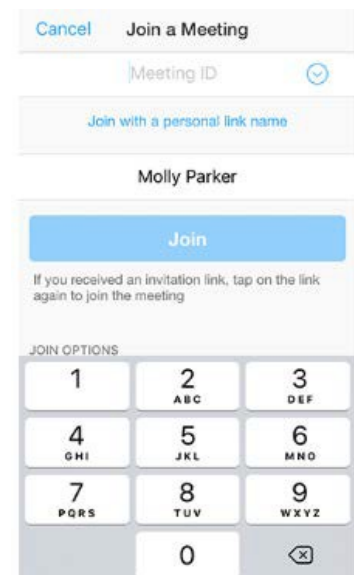 Cancel Join a Meeting
Meeting ID
Join with a personal link name
Molly Parker
Join
If you received an invitation link, tap on the link
again to join the meeting
JOIN OPTIONS
1 2 3
ABC DEF
4 5 6
GHI JKL MNO
7 8 9
PQRS TUV WXYZ
0